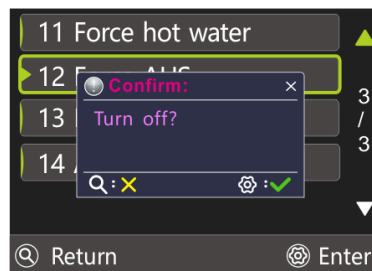 11 Force hot water
12
13
14
Confirm:
×
Turn off?
:
:
3
/
3
Return
Enter